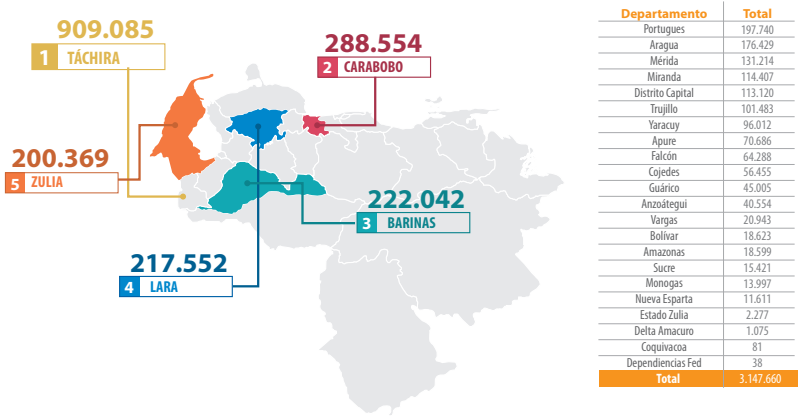 909.085
1 TÁCHIRA
288.554
2 CARABOBO
200.369
5 ZULIA
222.042
3 BARINAS
217.552
4 LARA
Departamento Total
Portugues 197.740
Aragua 176.429
Mérida 131.214
Miranda 114.407
Distrito Capital 113.120
Trujillo 101.483
Yaracuy 96.012
Apure 70.686
Falcón 64.288
Cojedes 56.455
Guárico 45.005
Anzoátegui 40.554
Vargas 20.943
Bolívar 18.623
Amazonas 18.599
Sucre 15.421
Monogas 13.997
Nueva Esparta 11.611
Estado Zulia 2.277
Delta Amacuro 1.075
Coquivacoa 81
Dependiencias Fed 38
Total 3.147.660